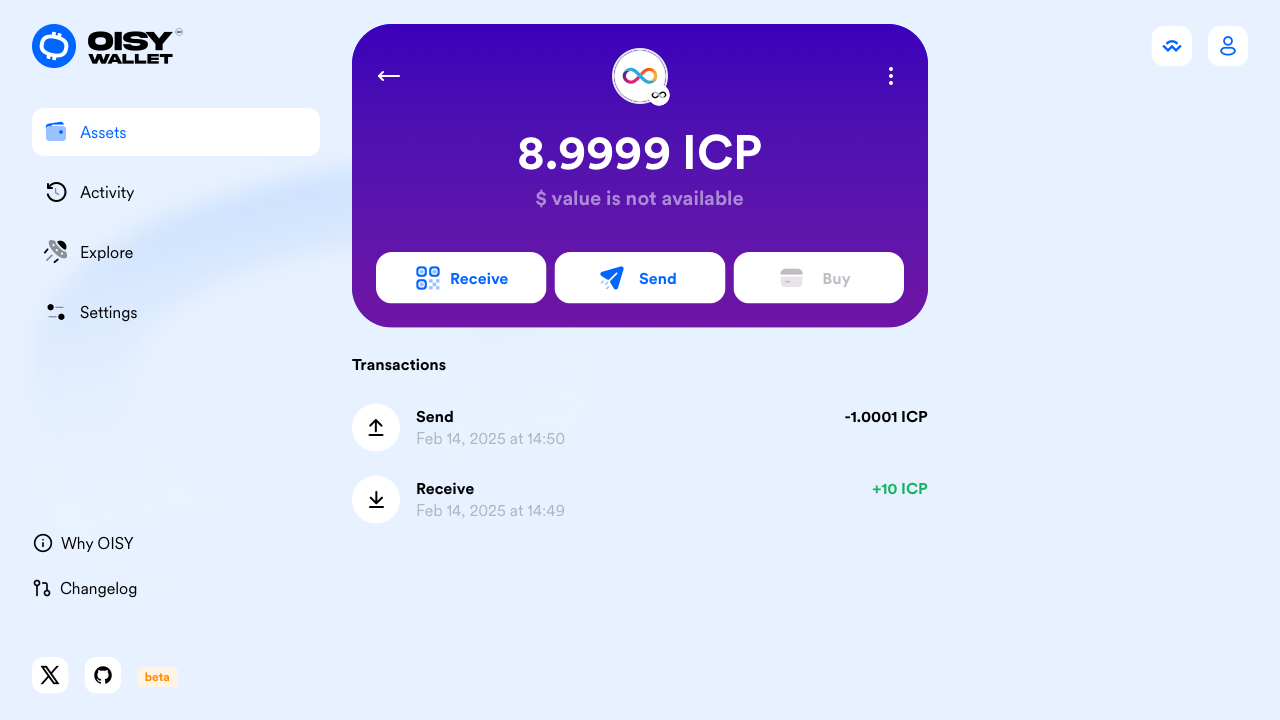 OISY
WALLET
Assets
Activity
Explore
Settings
Why OISY
Changelog
beta
8.9999 ICP
$ value is not available
Receive
Send
Buy
Transactions
Send
-1.0001 ICP
Feb 14, 2025 at 14:50
Receive
+10 ICP
Feb 14, 2025 at 14:49